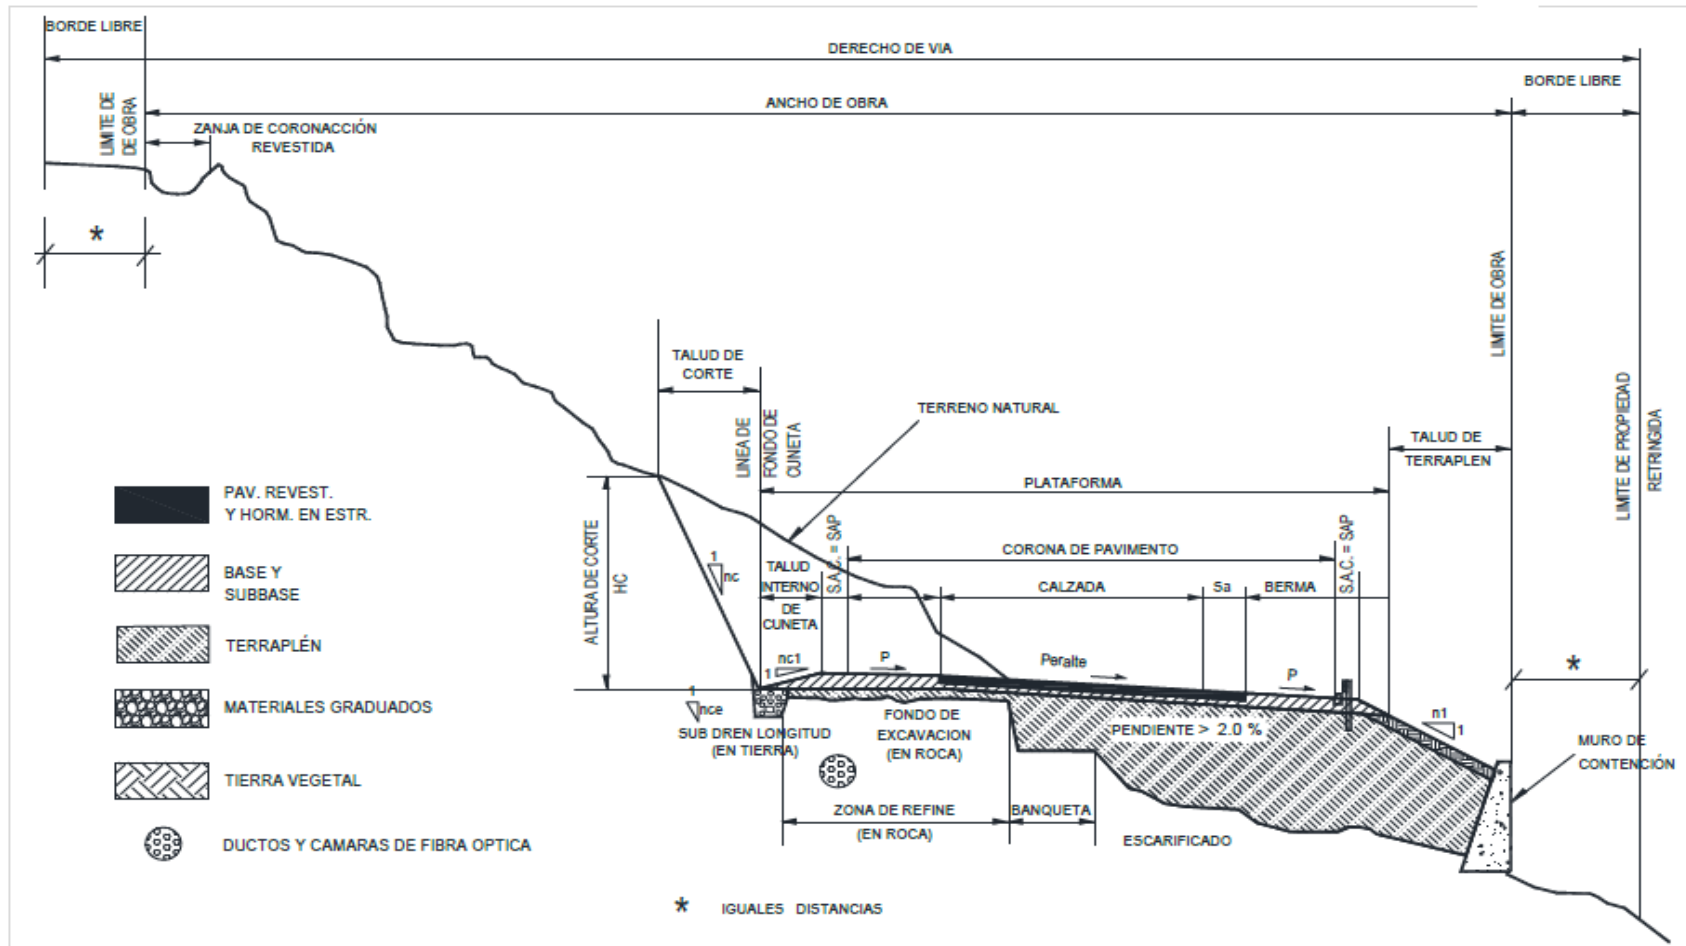 BORDE LIBRE
DERECHO DE VIA
BORDE LIBRE
ANCHO DE OBRA
LIMITE DE
DE OBRA
ZANJA DE CORONACCIÓN
REVESTIDA
*
LIMITE DE OBRA
TALUD DE
CORTE
LINEA DE
FONDO DE
CUNETA
TERRENO NATURAL
TALUD DE
TERRAPLEN
LIMITE DE PROPIEDAD
RETRINGIDA
PLATAFORMA
PAV. REVEST.
Y HORM. EN ESTR.
ALTURA DE CORTE
HC
1
nc
S.A.C. = SAP
CORONA DE PAVIMENTO
S.A.C. = SAP
TALUD
INTERNO
DE
CUNETA
CALZADA
Sa
BERMA
BASE Y
SUBBASE
TERRAPLÉN
nc1
1
P
Peralte
P
*
1
nce
MATERIALES GRADUADOS
SUB DREN LONGITUD
(EN TIERRA)
FONDO DE
EXCAVACION
(EN ROCA)
PENDIENTE > 2.0 %
n1
1
MURO DE
CONTENCIÓN
TIERRA VEGETAL
ZONA DE REFINE
(EN ROCA)
BANQUETA
ESCARIFICADO
DUCTOS Y CAMARAS DE FIBRA OPTICA
* IGUALES DISTANCIAS